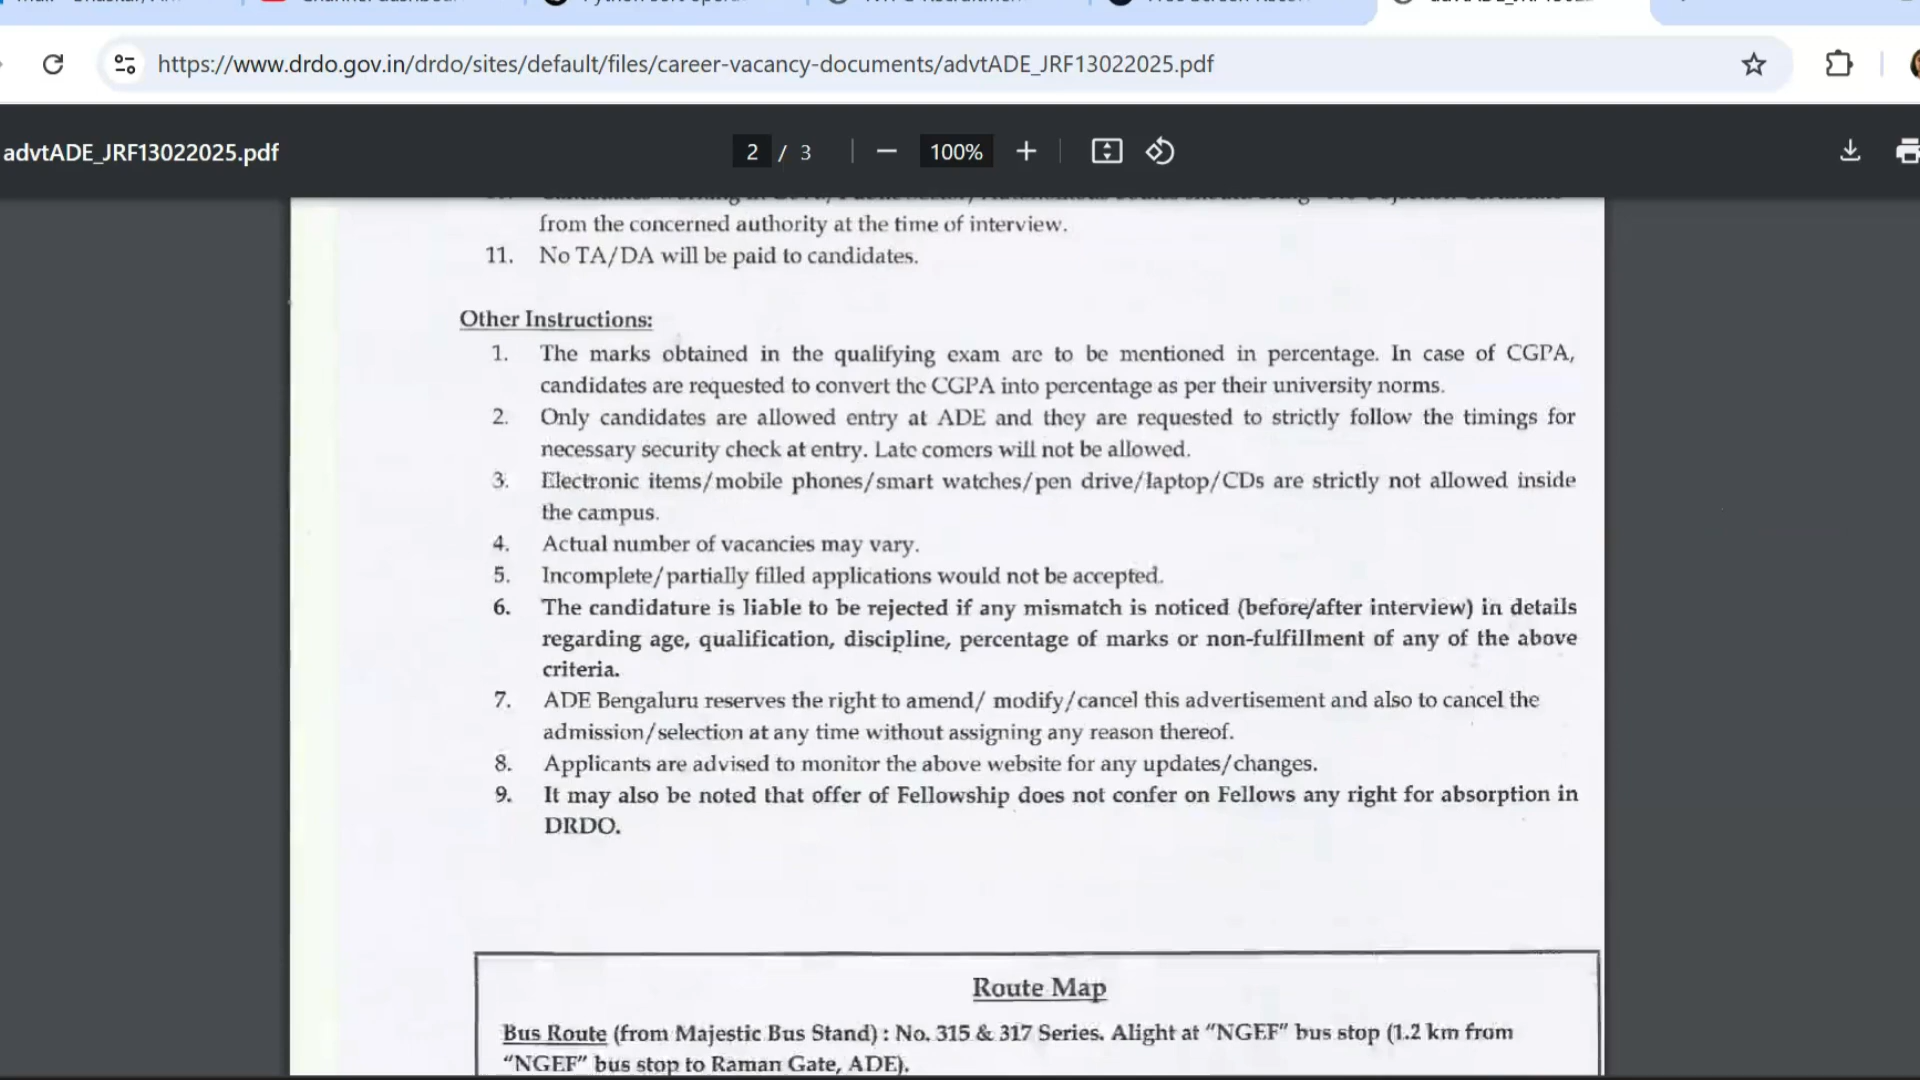 https://www.drdo.gov.in/drdo/sites/default/files/career-vacancy-documents/advtADE_JRF13022025.pdf
advtADE_JRF13022025.pdf
2 / 3
100%
from the concerned authority at the time of interview.
11. No TA/DA will be paid to candidates.
Other Instructions:
1. The marks obtained in the qualifying exam are to be mentioned in percentage. In case of CGPA,
candidates are requested to convert the CGPA into percentage as per their university norms.
2. Only candidates are allowed entry at ADE and they are requested to strictly follow the timings for
necessary security check at entry. Late comers will not be allowed.
3. Electronic items/mobile phones/smart watches/pen drive/laptop/CDs are strictly not allowed inside
the campus.
4. Actual number of vacancies may vary.
5. Incomplete/partially filled applications would not be accepted.
6. The candidature is liable to be rejected if any mismatch is noticed (before/after interview) in details
regarding age, qualification, discipline, percentage of marks or non-fulfillment of any of the above
criteria.
7. ADE Bengaluru reserves the right to amend/ modify/cancel this advertisement and also to cancel the
admission/selection at any time without assigning any reason thereof.
8. Applicants are advised to monitor the above website for any updates/changes.
9. It may also be noted that offer of Fellowship does not confer on Fellows any right for absorption in
DRDO.
Route Map
Bus Route (from Majestic Bus Stand) : No. 315 & 317 Series. Alight at "NGEF" bus stop (1.2 km from
"NGEF" bus stop to Raman Gate, ADE).